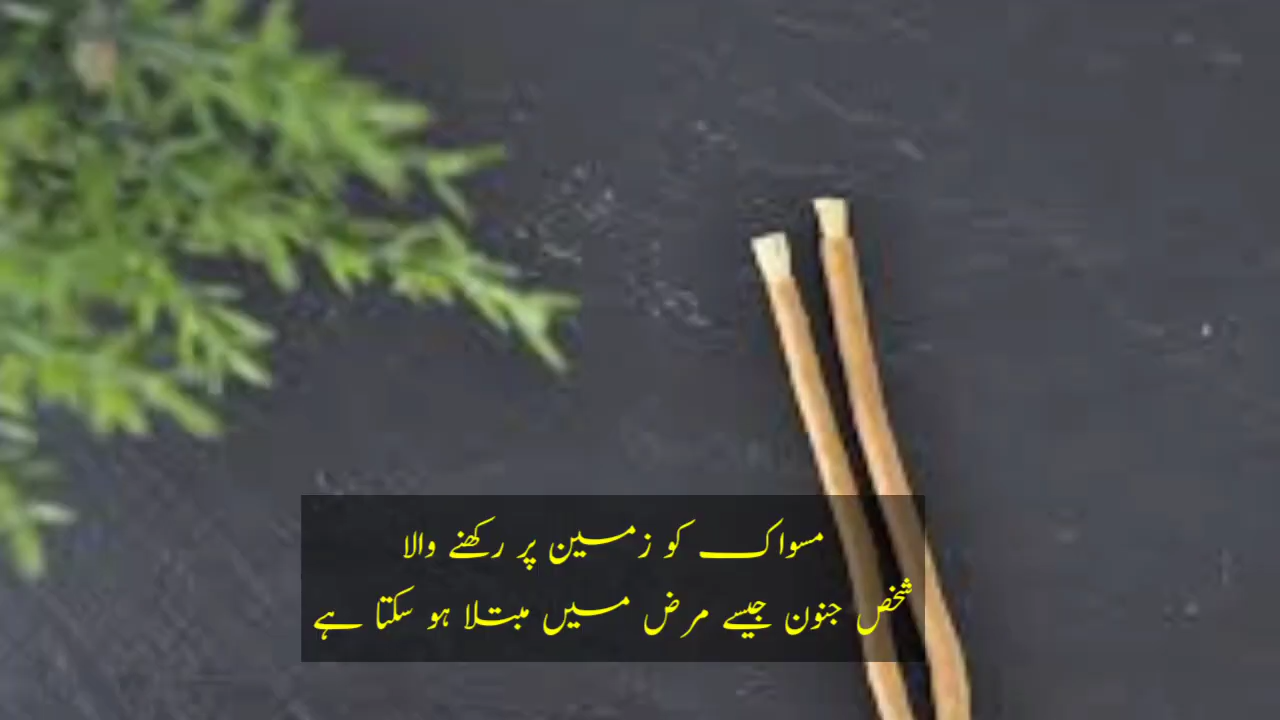 مسواک کو زمین پر رکھنے والا
شخص جنون جیسے مرض میں مبتلا ہو سکتا ہے